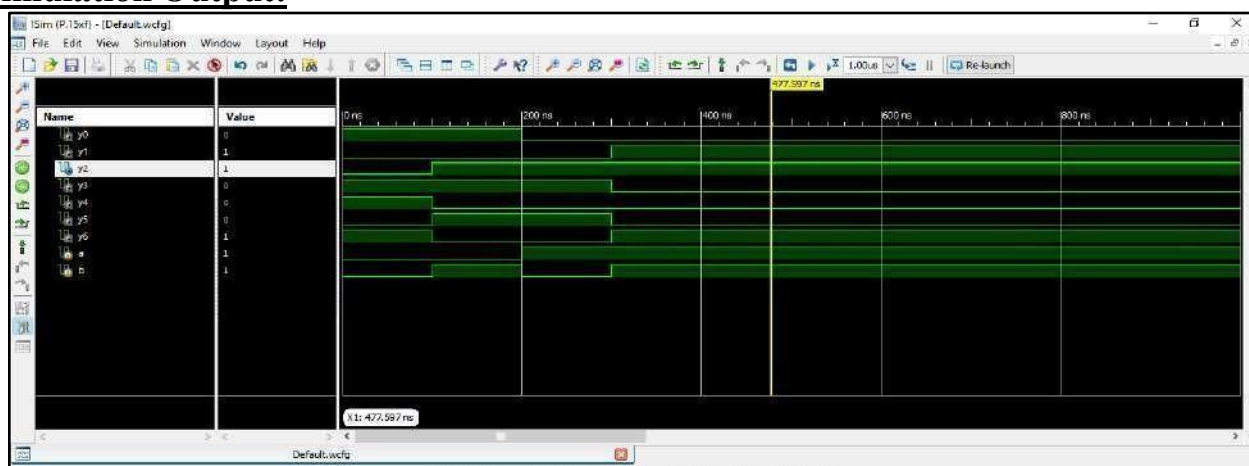 Simulation Output:
ISim (P.15xf) - [Default.wcfg]
File Edit View Simulation Window Layout Help
1.00us Re-launch
477.597 ns
Name Value
0 ns 200 ns 400 ns 600 ns 800 ns
y0 0
y1 1
y2 1
y3 0
y4 0
y5 0
y6 1
a 1
b 1
X1: 477.597 ns
Default.wcfg